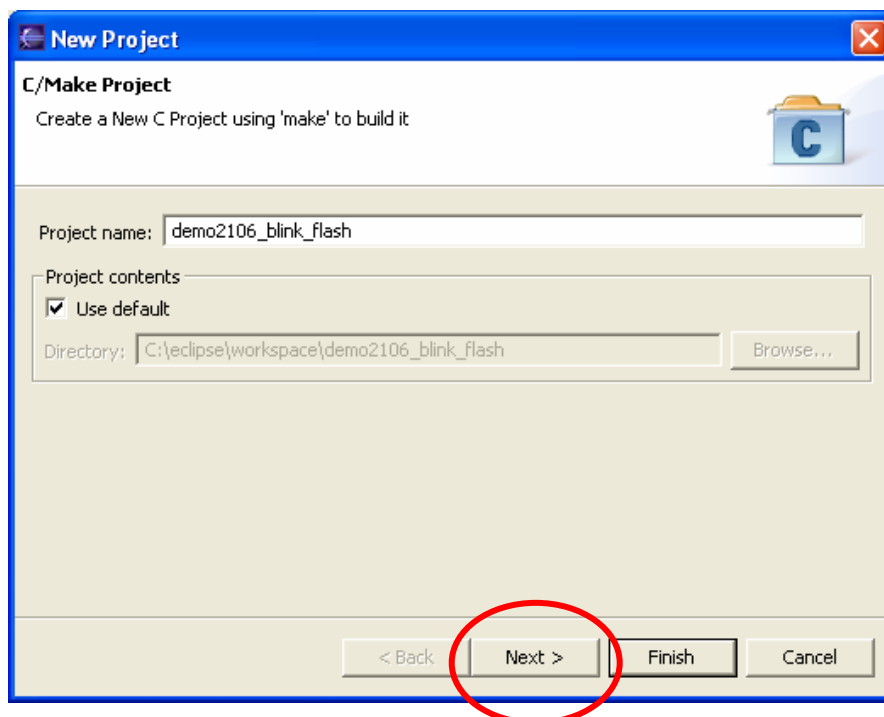 New Project
C/Make Project
Create a New C Project using 'make' to build it
C
Project name: demo2106_blink_flash
Project contents
Use default
Directory: C:\eclipse\workspace\demo2106_blink_flash Browse...
< Back Next > Finish Cancel